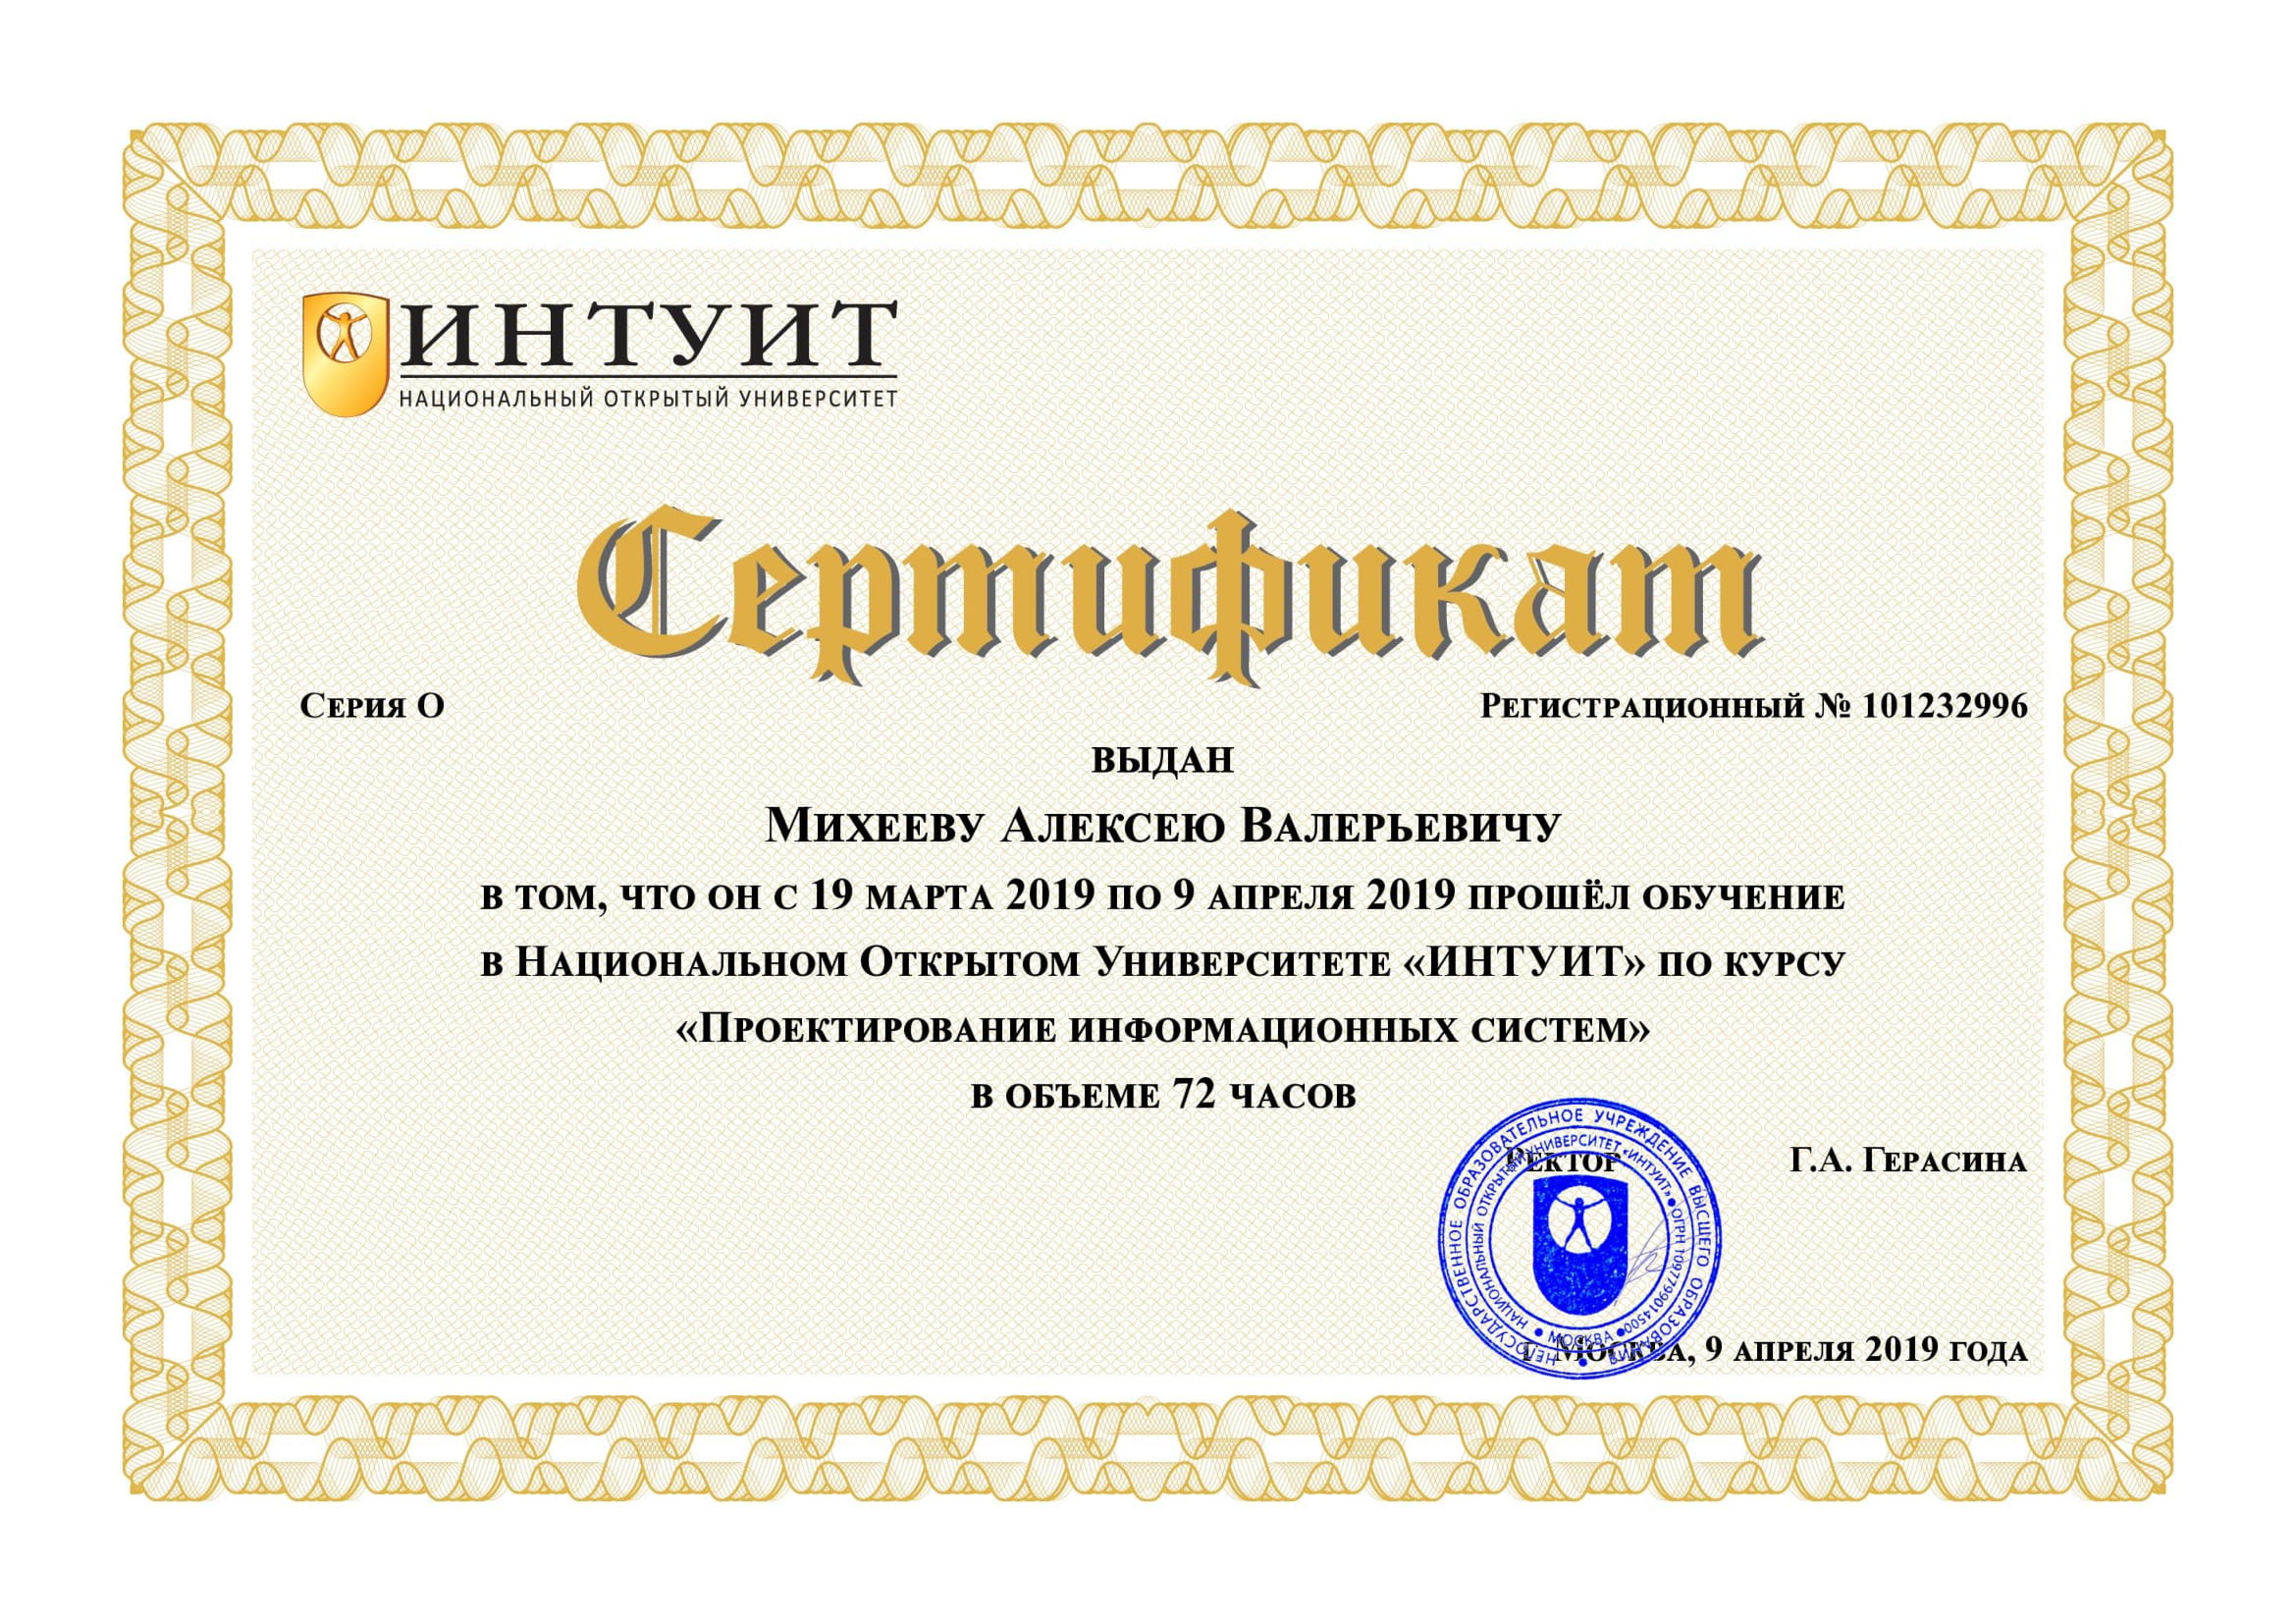 ИНТУИТ
НАЦИОНАЛЬНЫЙ ОТКРЫТЫЙ УНИВЕРСИТЕТ
Сертификат
Серия О
Регистрационный № 101232996
выдан
Михееву Алексею Валерьевичу
в том, что он с 19 марта 2019 по 9 апреля 2019 прошёл обучение
в Национальном Открытом Университете «ИНТУИТ» по курсу
«Проектирование информационных систем»
в объеме 72 часов
Ректор
Г.А. Герасина
НЕГОСУДАРСТВЕННОЕ ОБРАЗОВАТЕЛЬНОЕ УЧРЕЖДЕНИЕ ВЫСШЕГО ОБРАЗОВАНИЯ
НАЦИОНАЛЬНЫЙ ОТКРЫТЫЙ УНИВЕРСИТЕТ «ИНТУИТ» • ОГРН 1097799014500 • МОСКВА •
г. Москва, 9 апреля 2019 года